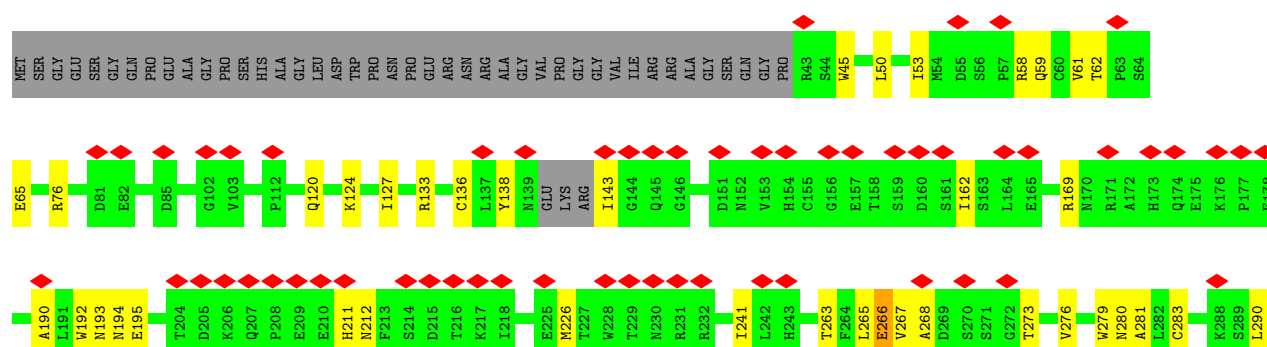 MET SER GLY GLU SER GLY GLN PRO GLU ALA GLY PRO SER HIS ALA GLY LEU ASP TRP PRO ASN PRO GLU ARG ASN ARG ALA GLY VAL PRO GLY GLY VAL ILE ARG ARG ALA GLY SER GLN GLY PRO R43 S44 W45 L50 I53 M54 D55 S56 P57 R58 Q59 C60 V61 T62 P63 S64
E65 R76 D81 E82 D85 G102 V103 P112 Q120 K124 I127 R133 C136 L137 Y138 N139 GLU LYS ARG I143 G144 Q145 G146 D151 N152 V153 H154 C155 G156 E157 T158 S159 D160 S161 I162 S163 L164 E165 R169 N170 R171 A172 H173 Q174 E175 K176 P177
A190 L191 W192 N193 N194 E195 T204 D205 K206 Q207 P208 E209 E210 H211 N212 F213 S214 D215 T216 K217 I218 E225 M226 T227 W228 T229 N230 R231 R232 I241 L242 H243 T263 F264 L265 E266 V267 A268 D269 S270 S271 G272 T273 V276 W279 N280 A281 L282 C283 K288 S289 L290